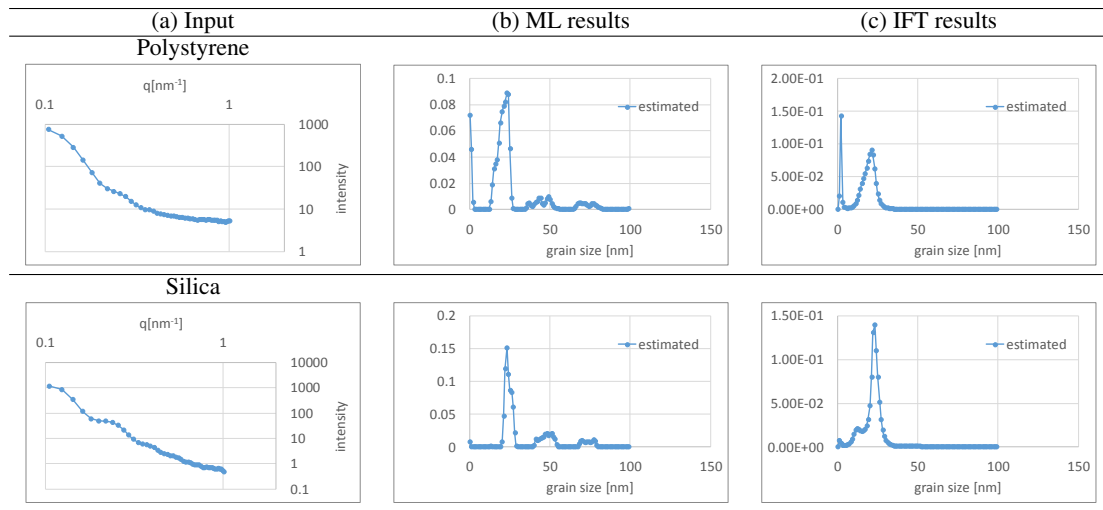 (a) Input (b) ML results (c) IFT results
Polystyrene
q[nm-1]
0.1 1
1000
100
10
1
intensity
0.1
0.08
0.06
0.04
0.02
0
0 50 100 150
grain size [nm]
estimated
2.00E-01
1.50E-01
1.00E-01
5.00E-02
0.00E+00
0 50 100 150
grain size [nm]
estimated
Silica
q[nm-1]
0.1 1
10000
1000
100
10
1
0.1
intensity
0.2
0.15
0.1
0.05
0
0 50 100 150
grain size [nm]
estimated
1.50E-01
1.00E-01
5.00E-02
0.00E+00
0 50 100 150
grain size [nm]
estimated